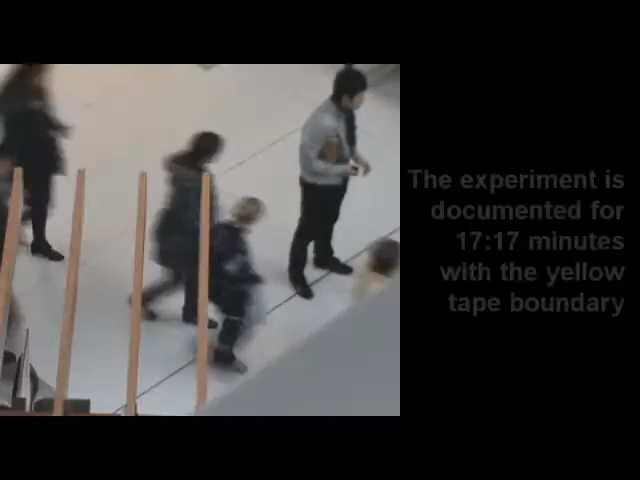 The experiment is
documented for
17:17 minutes
with the yellow
tape boundary